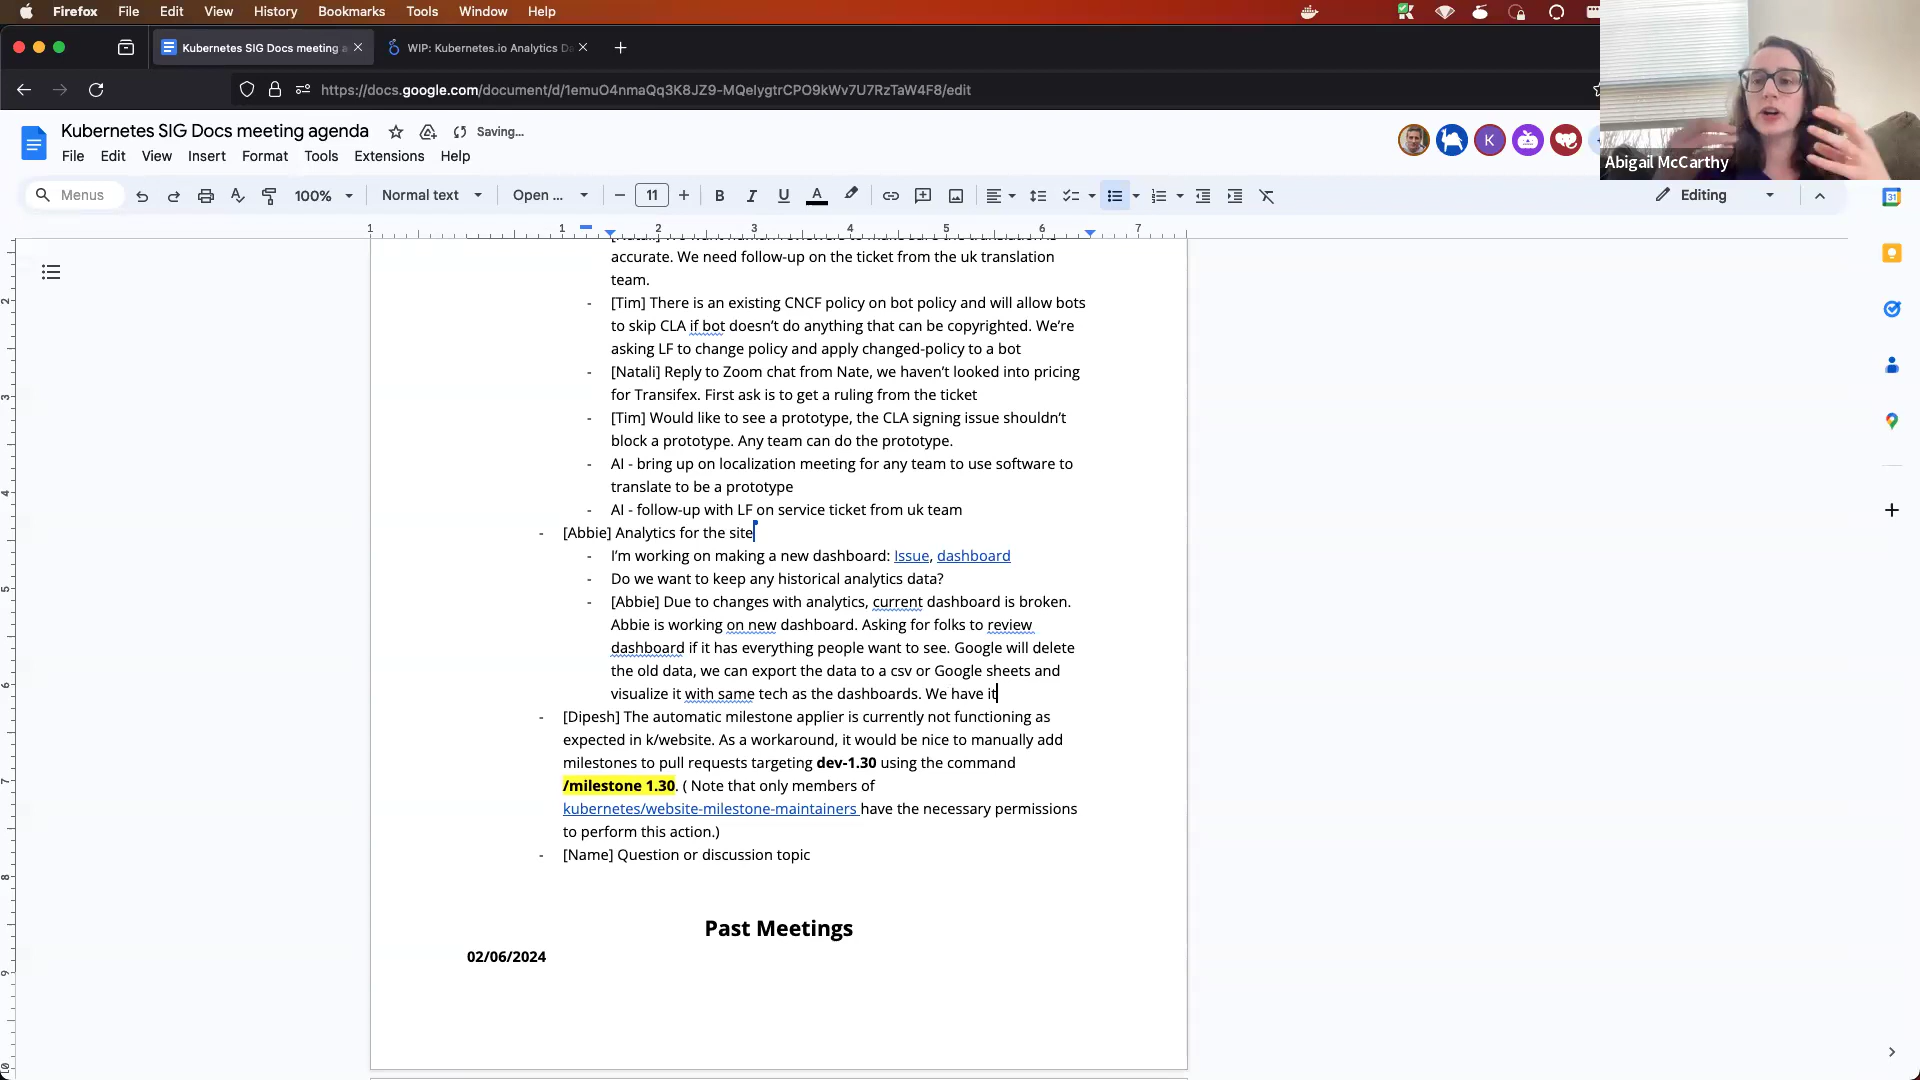 Firefox File Edit View History Bookmarks Tools Window Help
Kubernetes SIG Docs meeting a
WIP: Kubernetes.io Analytics Da
https://docs.google.com/document/d/1emuO4nmaQq3K8JZ9-MQelygtrCPO9kWv7U7RzTaW4F8/edit
Kubernetes SIG Docs meeting agenda
Saving...
File Edit View Insert Format Tools Extensions Help
K
Abigail McCarthy
Menus
100%
Normal text
Open ...
11
Editing
1 1 2 3 4 5 6 7
accurate. We need follow-up on the ticket from the uk translation
team.
- [Tim] There is an existing CNCF policy on bot policy and will allow bots
to skip CLA if bot doesn't do anything that can be copyrighted. We're
asking LF to change policy and apply changed-policy to a bot
- [Natali] Reply to Zoom chat from Nate, we haven't looked into pricing
for Transifex. First ask is to get a ruling from the ticket
- [Tim] Would like to see a prototype, the CLA signing issue shouldn't
block a prototype. Any team can do the prototype.
- AI - bring up on localization meeting for any team to use software to
translate to be a prototype
- AI - follow-up with LF on service ticket from uk team
- [Abbie] Analytics for the site
- I'm working on making a new dashboard: Issue, dashboard
- Do we want to keep any historical analytics data?
- [Abbie] Due to changes with analytics, current dashboard is broken.
Abbie is working on new dashboard. Asking for folks to review
dashboard if it has everything people want to see. Google will delete
the old data, we can export the data to a csv or Google sheets and
visualize it with same tech as the dashboards. We have it
- [Dipesh] The automatic milestone applier is currently not functioning as
expected in k/website. As a workaround, it would be nice to manually add
milestones to pull requests targeting dev-1.30 using the command
/milestone 1.30. ( Note that only members of
kubernetes/website-milestone-maintainers have the necessary permissions
to perform this action.)
- [Name] Question or discussion topic
Past Meetings
02/06/2024